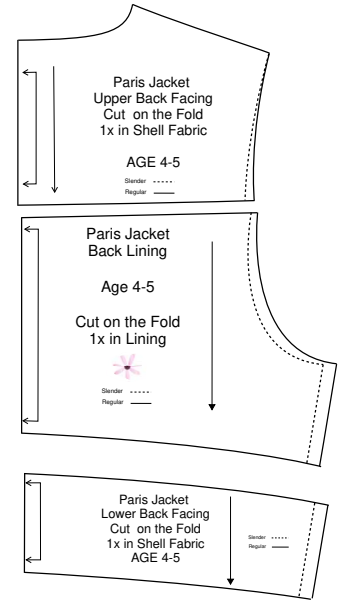 Paris Jacket
Upper Back Facing
Cut on the Fold
1x in Shell Fabric
AGE 4-5
Slender
Regular
Paris Jacket
Back Lining
Age 4-5
Cut on the Fold
1x in Lining
Slender
Regular
Paris Jacket
Lower Back Facing
Cut on the Fold
1x in Shell Fabric
AGE 4-5
Slender
Regular